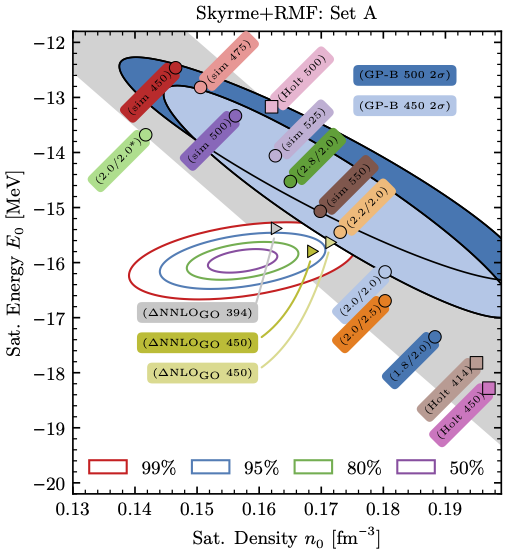 Skyrme+RMF: Set A
−12
−13
−14
−15
−16
−17
−18
−19
−20
Sat. Energy E₀ [MeV]
(sim 450)
(sim 475)
(Holt 500)
(GP-B 500 2σ)
(GP-B 450 2σ)
(2.0/2.0*)
(sim 500)
(sim 525)
(2.8/2.0)
(sim 550)
(2.2/2.0)
(ΔNNLO_GO 394)
(ΔNNLO_GO 450)
(ΔNNLO_GO 450)
(2.0/2.0)
(2.0/2.5)
(1.8/2.0)
(Holt 414)
(Holt 450)
99% 95% 80% 50%
0.13 0.14 0.15 0.16 0.17 0.18 0.19
Sat. Density n₀ [fm⁻³]